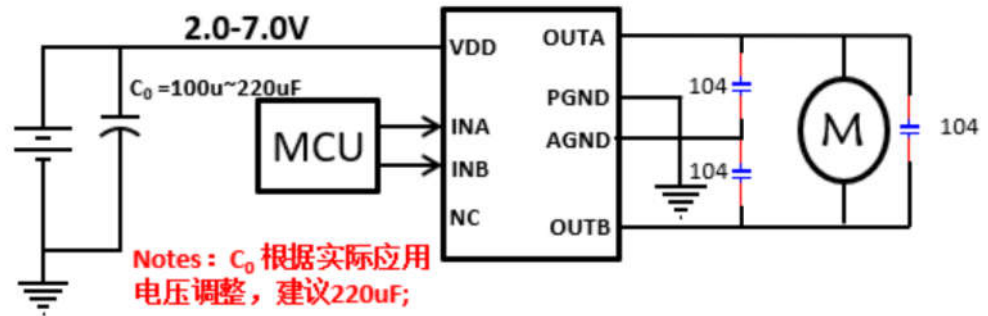 2.0-7.0V
C₀ =100u~220uF
MCU
VDD
INA
INB
NC
OUTA
PGND
AGND
OUTB
104
104
M
104
Notes：C₀ 根据实际应用
电压调整，建议220uF;